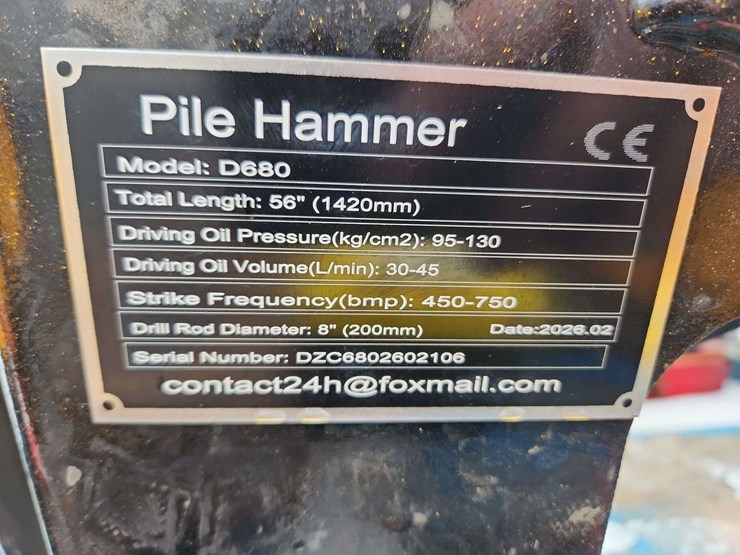 Pile Hammer
CE
Model: D680
Total Length: 56" (1420mm)
Driving Oil Pressure(kg/cm2): 95-130
Driving Oil Volume(L/min): 30-45
Strike Frequency(bmp): 450-750
Drill Rod Diameter: 8" (200mm) Date:2026.02
Serial Number: DZC6802602106
contact24h@foxmail.com